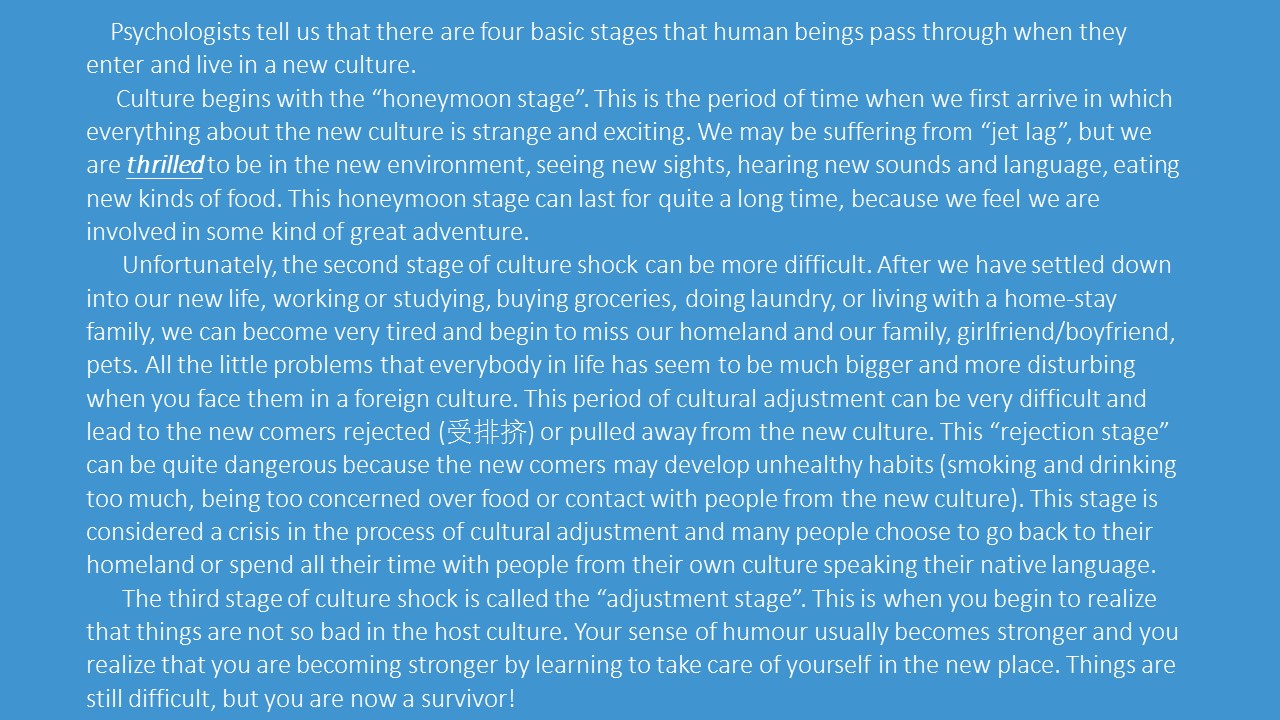 Psychologists tell us that there are four basic stages that human beings pass through when they
enter and live in a new culture.
Culture begins with the “honeymoon stage”. This is the period of time when we first arrive in which
everything about the new culture is strange and exciting. We may be suffering from “jet lag”, but we
are thrilled to be in the new environment, seeing new sights, hearing new sounds and language, eating
new kinds of food. This honeymoon stage can last for quite a long time, because we feel we are
involved in some kind of great adventure.
Unfortunately, the second stage of culture shock can be more difficult. After we have settled down
into our new life, working or studying, buying groceries, doing laundry, or living with a home-stay
family, we can become very tired and begin to miss our homeland and our family, girlfriend/boyfriend,
pets. All the little problems that everybody in life has seem to be much bigger and more disturbing
when you face them in a foreign culture. This period of cultural adjustment can be very difficult and
lead to the new comers rejected (受排挤) or pulled away from the new culture. This “rejection stage”
can be quite dangerous because the new comers may develop unhealthy habits (smoking and drinking
too much, being too concerned over food or contact with people from the new culture). This stage is
considered a crisis in the process of cultural adjustment and many people choose to go back to their
homeland or spend all their time with people from their own culture speaking their native language.
The third stage of culture shock is called the “adjustment stage”. This is when you begin to realize
that things are not so bad in the host culture. Your sense of humour usually becomes stronger and you
realize that you are becoming stronger by learning to take care of yourself in the new place. Things are
still difficult, but you are now a survivor!